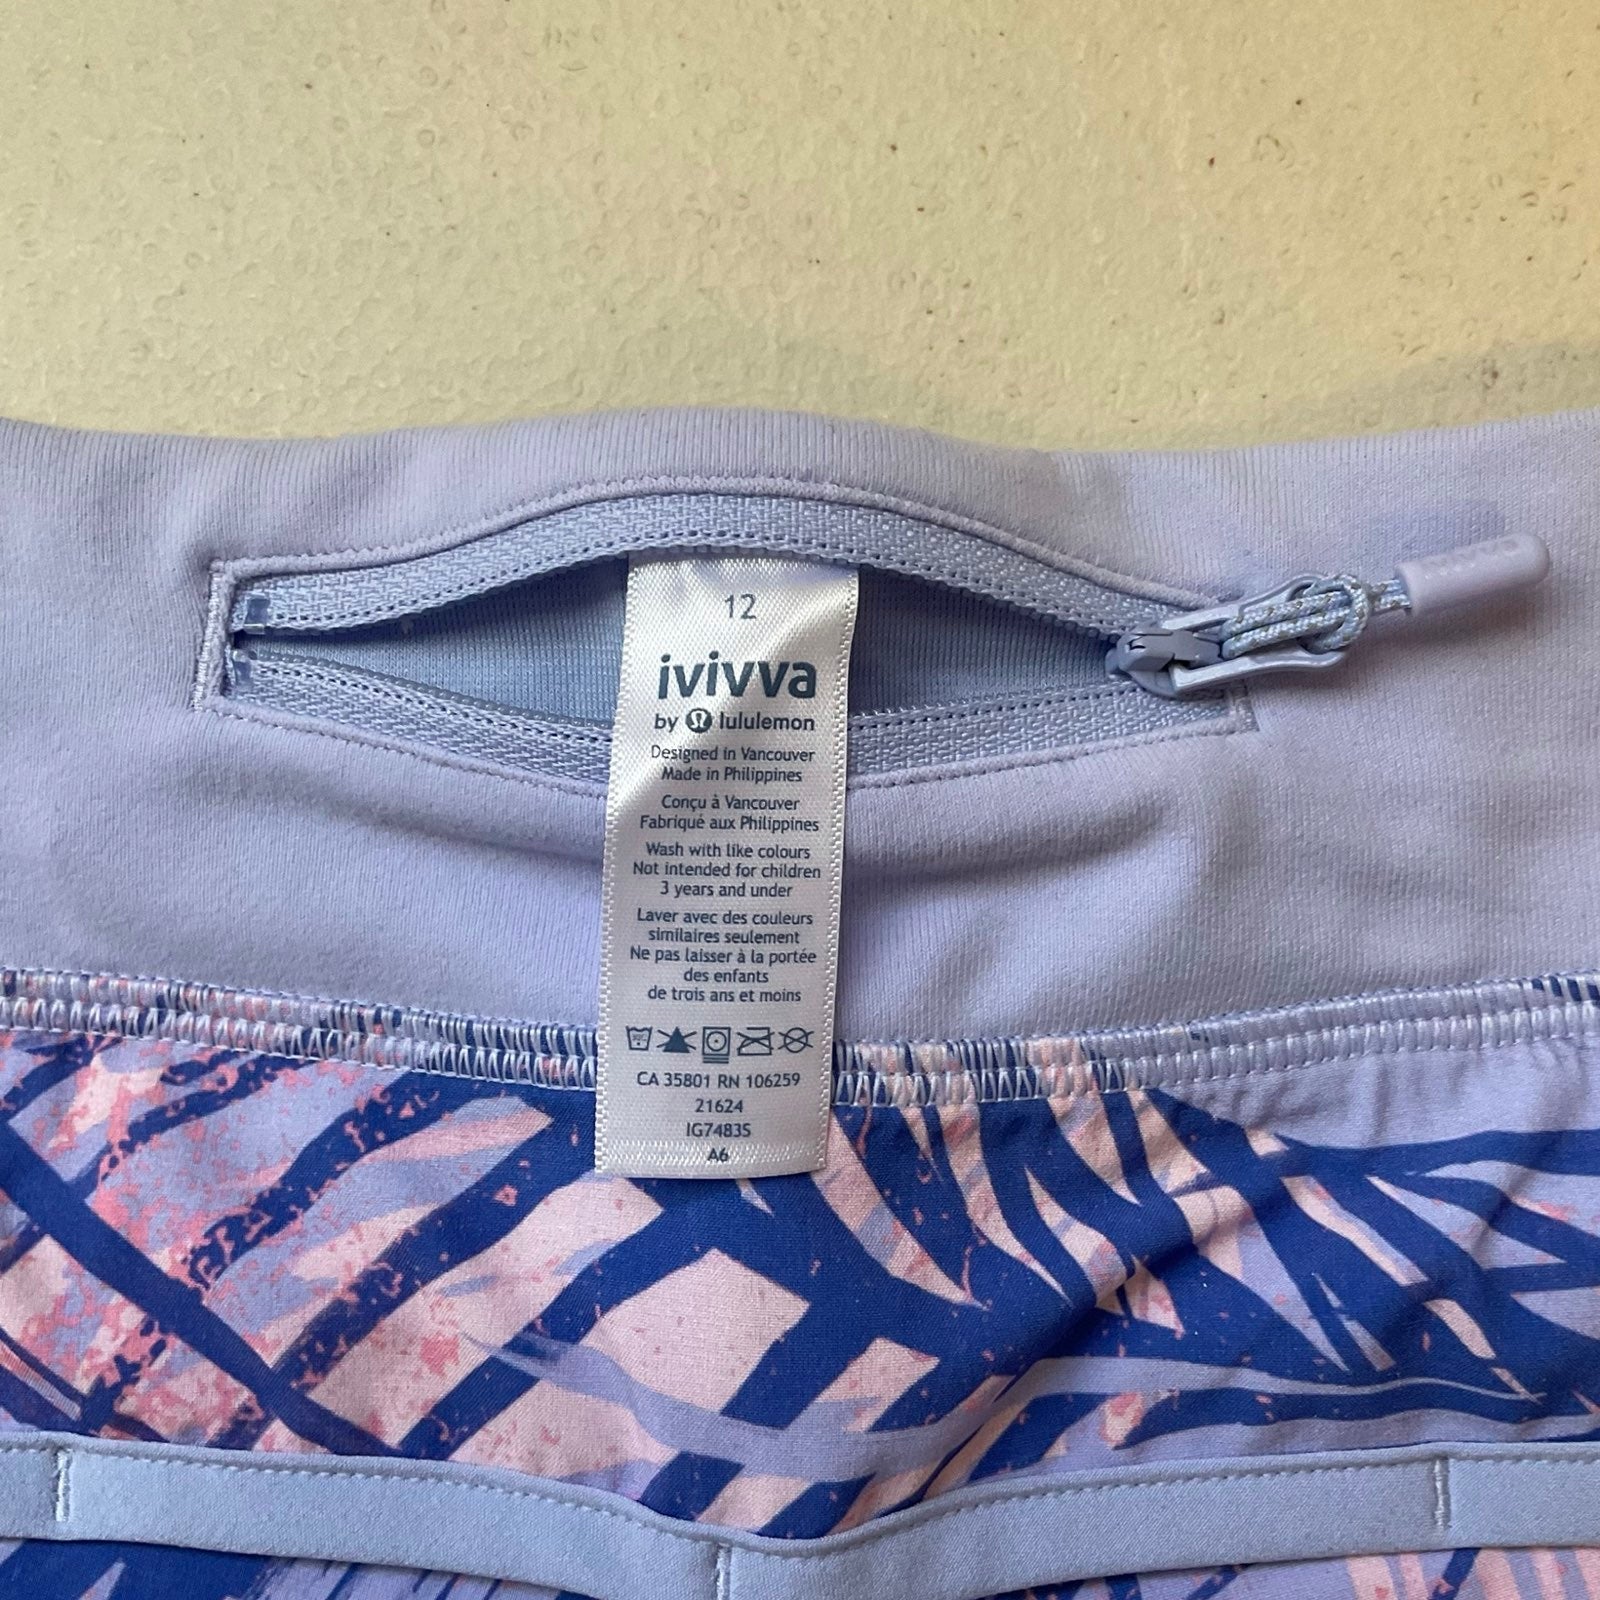 12
ivivva
by lululemon
Designed in Vancouver
Made in Philippines
Conçu à Vancouver
Fabriqué aux Philippines
Wash with like colours
Not intended for children
3 years and under
Laver avec des couleurs
similaires seulement
Ne pas laisser à la portée
des enfants
de trois ans et moins
CA 35801 RN 106259
21624
IG7483S
A6
ivivva